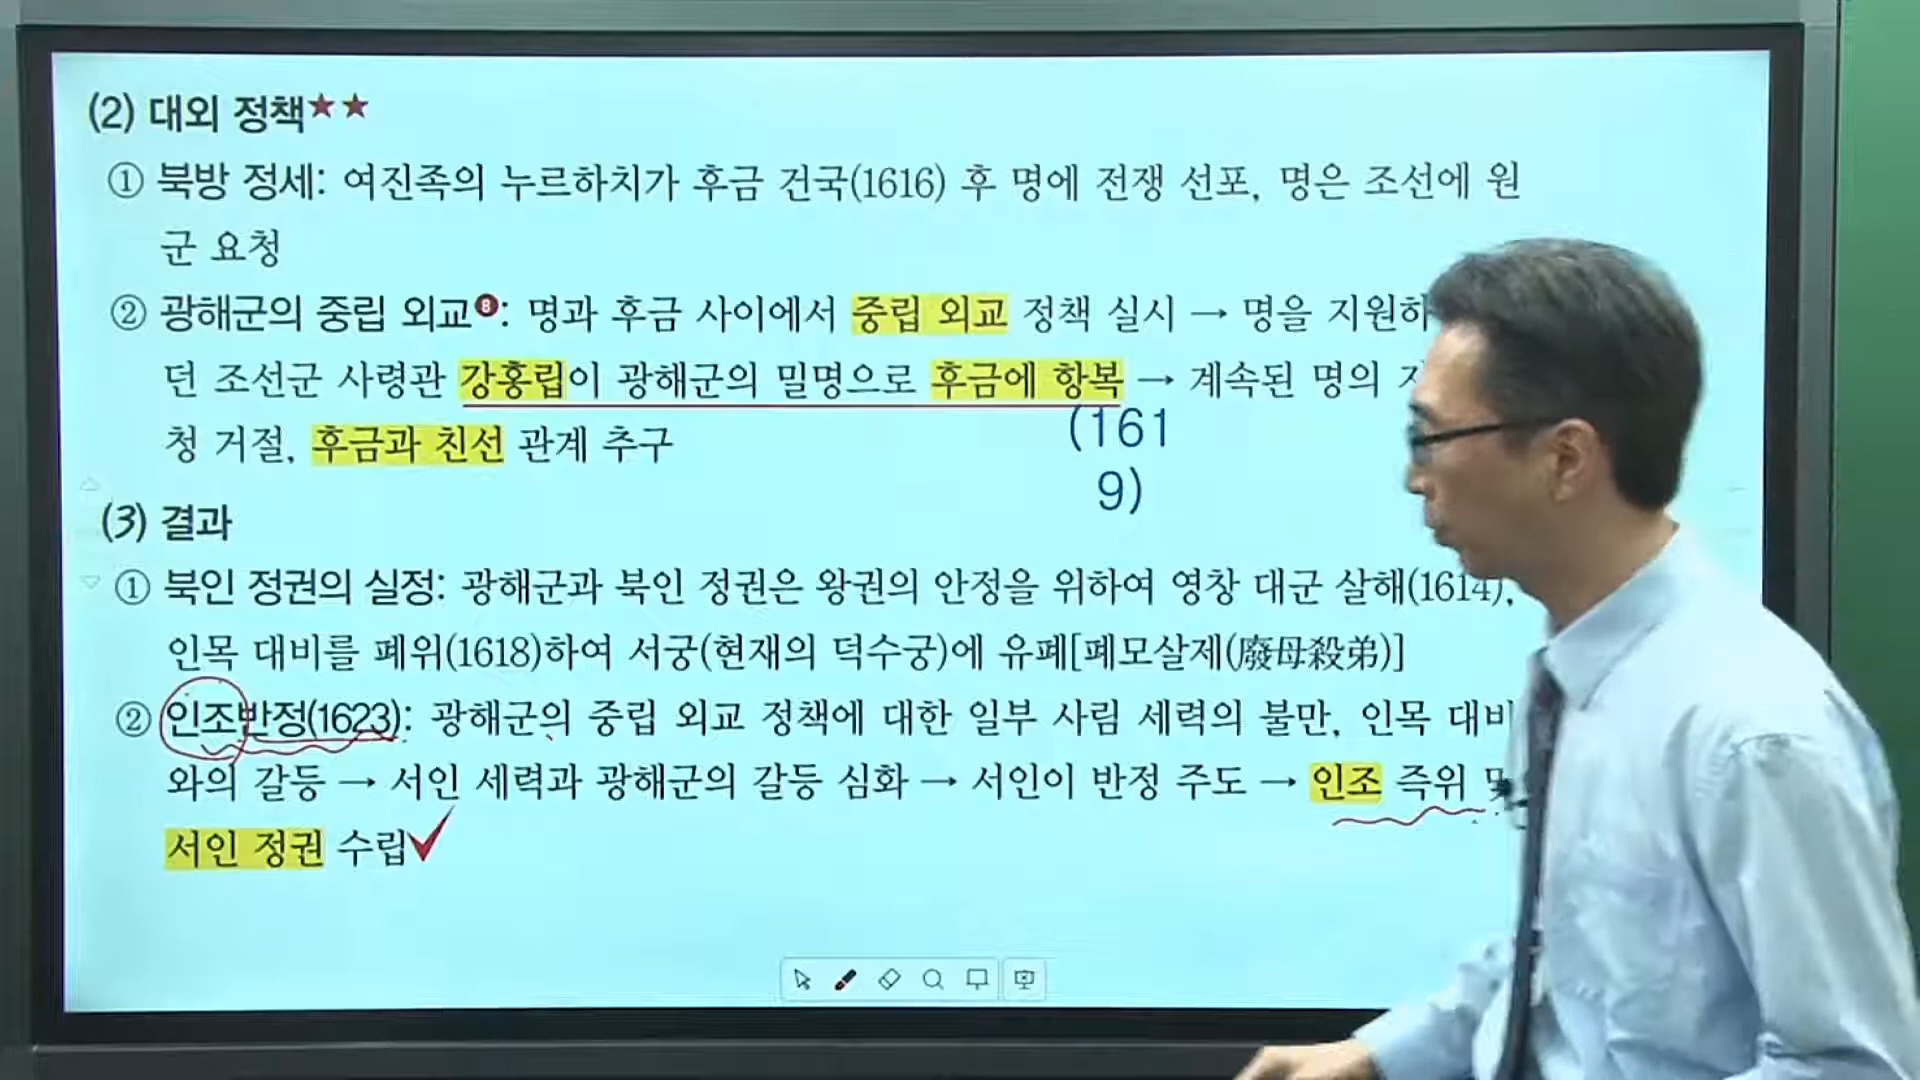 (2) 대외 정책★★
① 북방 정세: 여진족의 누르하치가 후금 건국(1616) 후 명에 전쟁 선포, 명은 조선에 원
군 요청
② 광해군의 중립 외교❽: 명과 후금 사이에서 중립 외교 정책 실시 → 명을 지원하
던 조선군 사령관 강홍립이 광해군의 밀명으로 후금에 항복 → 계속된 명의
청 거절, 후금과 친선 관계 추구
(161
9)
(3) 결과
① 북인 정권의 실정: 광해군과 북인 정권은 왕권의 안정을 위하여 영창 대군 살해(1614),
인목 대비를 폐위(1618)하여 서궁(현재의 덕수궁)에 유폐[폐모살제(廢母殺弟)]
② 인조반정(1623): 광해군의 중립 외교 정책에 대한 일부 사림 세력의 불만, 인목 대비
와의 갈등 → 서인 세력과 광해군의 갈등 심화 → 서인이 반정 주도 → 인조 즉위
서인 정권 수립